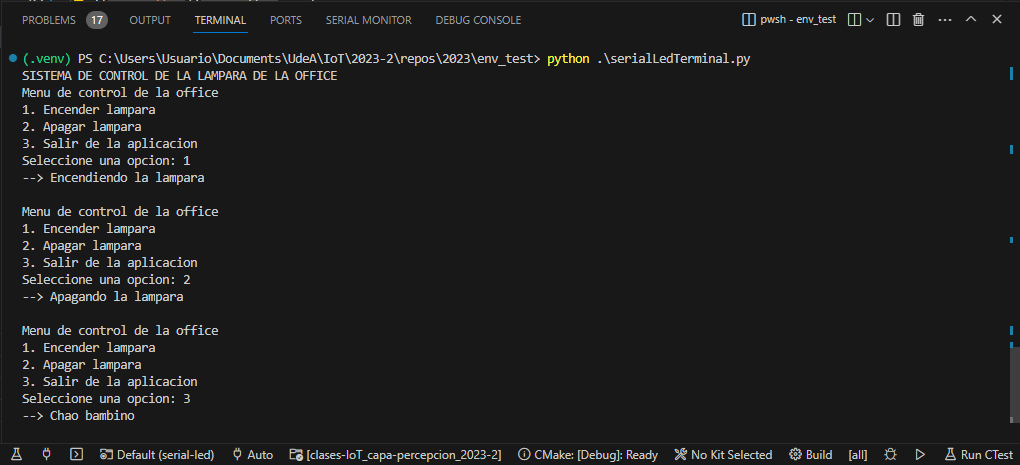 PROBLEMS 17 OUTPUT TERMINAL PORTS SERIAL MONITOR DEBUG CONSOLE pwsh - env_test
(.venv) PS C:\Users\Usuario\Documents\UdeA\IoT\2023-2\repos\2023\env_test> python .\serialLedTerminal.py
SISTEMA DE CONTROL DE LA LAMPARA DE LA OFFICE
Menu de control de la office
1. Encender lampara
2. Apagar lampara
3. Salir de la aplicacion
Seleccione una opcion: 1
--> Encendiendo la lampara
Menu de control de la office
1. Encender lampara
2. Apagar lampara
3. Salir de la aplicacion
Seleccione una opcion: 2
--> Apagando la lampara
Menu de control de la office
1. Encender lampara
2. Apagar lampara
3. Salir de la aplicacion
Seleccione una opcion: 3
--> Chao bambino
Default (serial-led) Auto [clases-IoT_capa-percepcion_2023-2] CMake: [Debug]: Ready No Kit Selected Build [all] Run CTest